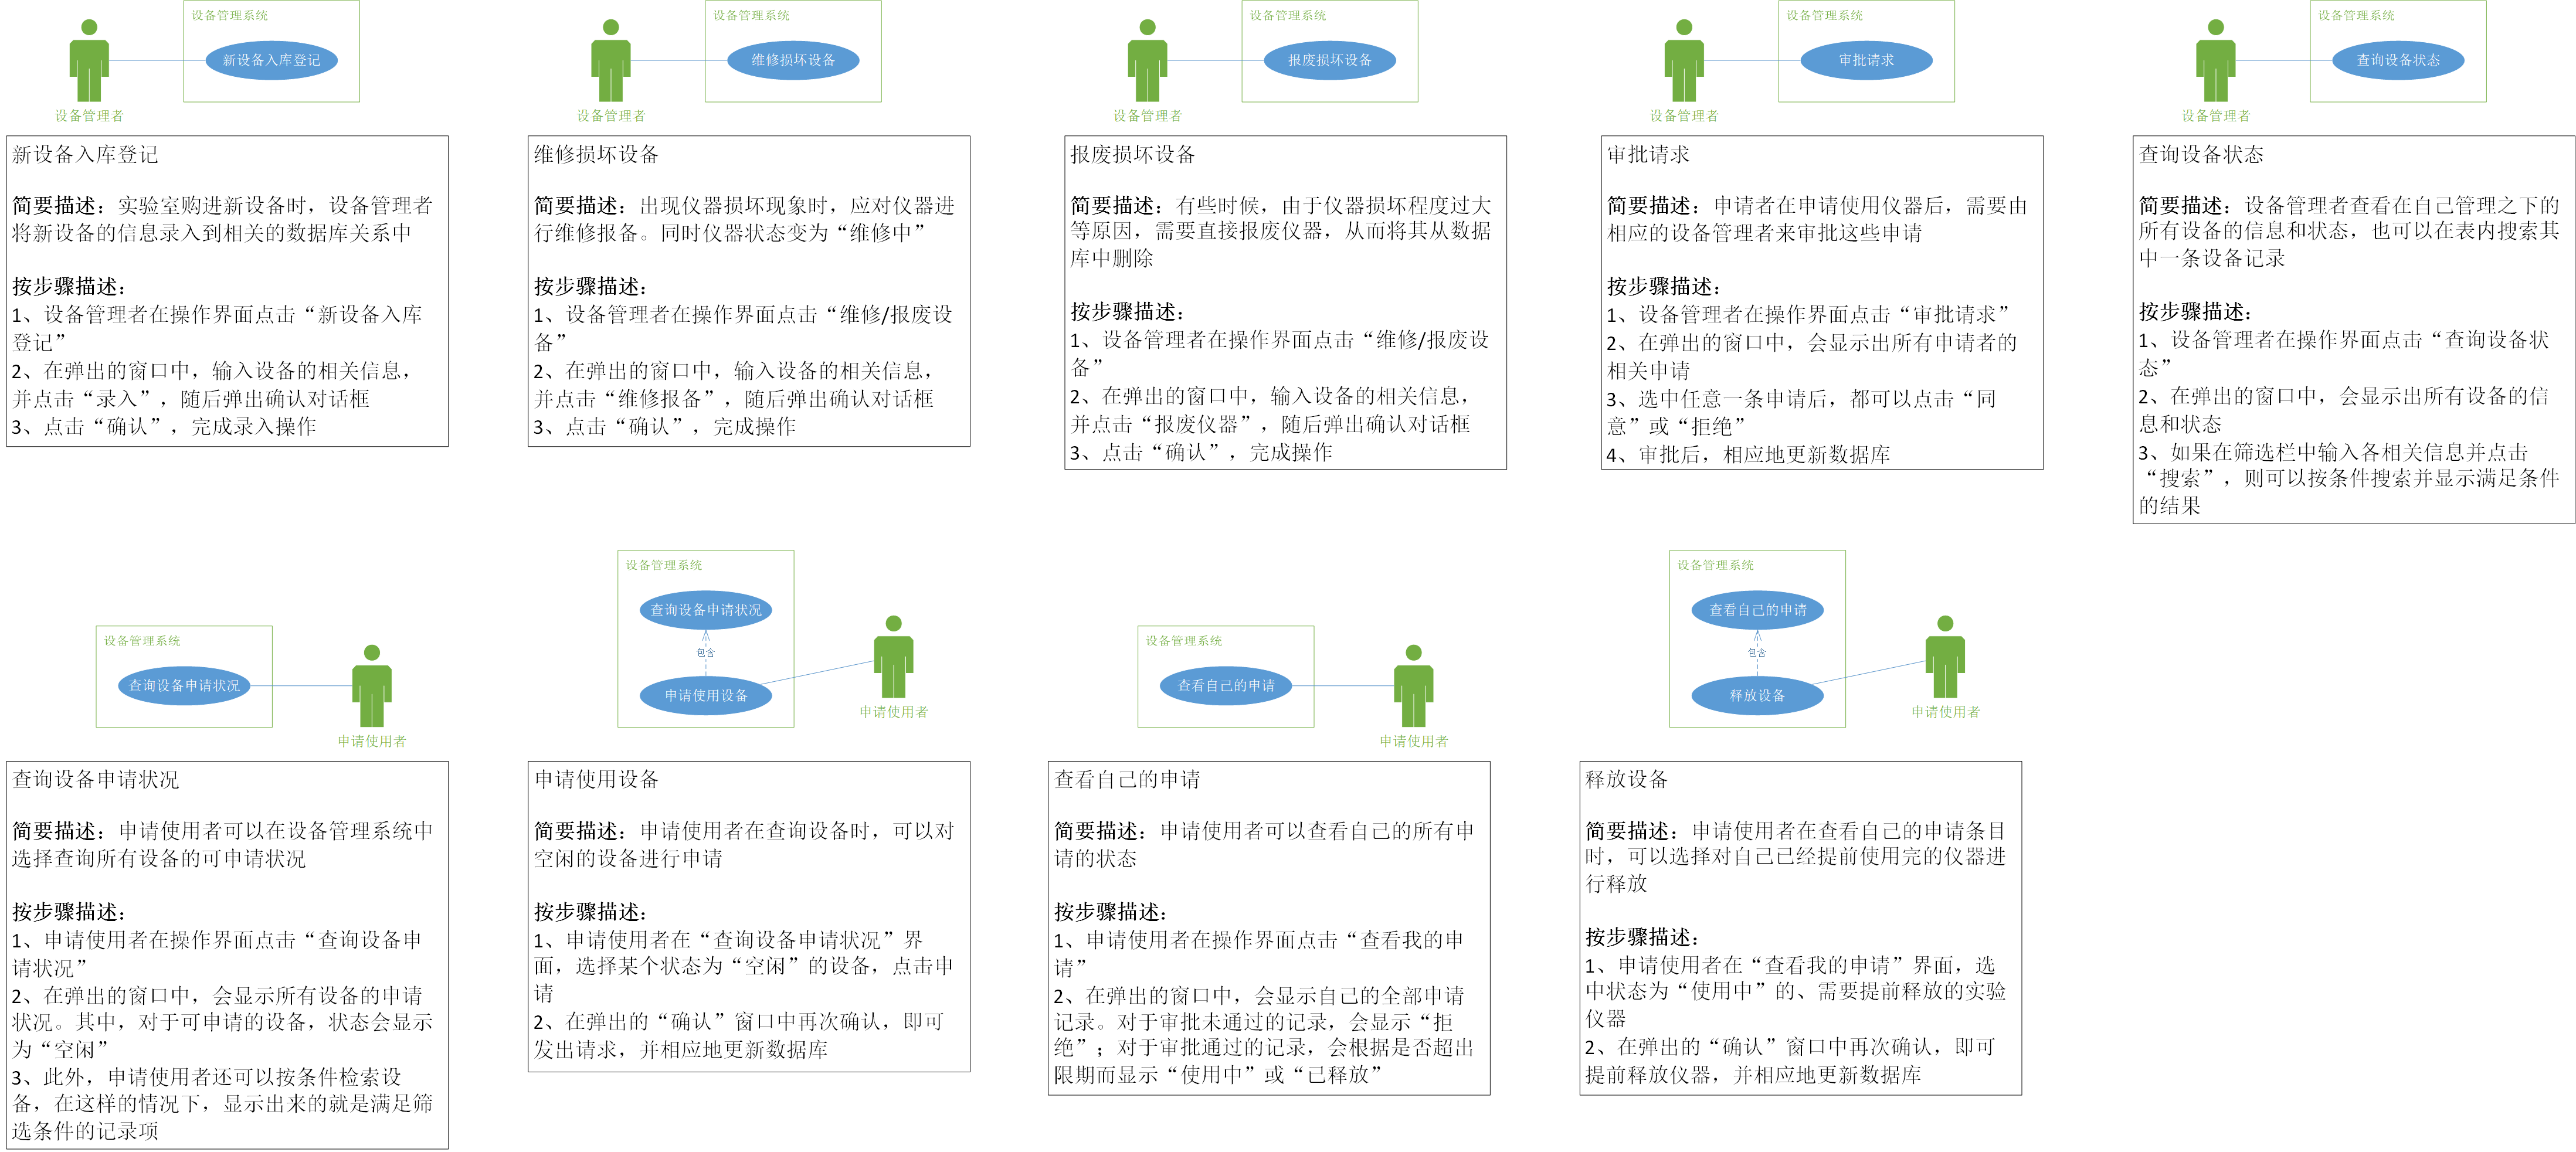 设备管理系统
新设备入库登记
设备管理者
新设备入库登记
简要描述：实验室购进新设备时，设备管理者
将新设备的信息录入到相关的数据库关系中
按步骤描述：
1、设备管理者在操作界面点击“新设备入库
登记”
2、在弹出的窗口中，输入设备的相关信息，
并点击“录入”，随后弹出确认对话框
3、点击“确认”，完成录入操作
设备管理系统
维修损坏设备
设备管理者
维修损坏设备
简要描述：出现仪器损坏现象时，应对仪器进
行维修报备。同时仪器状态变为“维修中”
按步骤描述：
1、设备管理者在操作界面点击“维修/报废设
备”
2、在弹出的窗口中，输入设备的相关信息，
并点击“维修报备”，随后弹出确认对话框
3、点击“确认”，完成操作
设备管理系统
报废损坏设备
设备管理者
报废损坏设备
简要描述：有些时候，由于仪器损坏程度过大
等原因，需要直接报废仪器，从而将其从数据
库中删除
按步骤描述：
1、设备管理者在操作界面点击“维修/报废设
备”
2、在弹出的窗口中，输入设备的相关信息，
并点击“报废仪器”，随后弹出确认对话框
3、点击“确认”，完成操作
设备管理系统
审批请求
设备管理者
审批请求
简要描述：申请者在申请使用仪器后，需要由
相应的设备管理者来审批这些申请
按步骤描述：
1、设备管理者在操作界面点击“审批请求”
2、在弹出的窗口中，会显示出所有申请者的
相关申请
3、选中任意一条申请后，都可以点击“同
意”或“拒绝”
4、审批后，相应地更新数据库
设备管理系统
查询设备状态
设备管理者
查询设备状态
简要描述：设备管理者查看在自己管理之下的
所有设备的信息和状态，也可以在表内搜索其
中一条设备记录
按步骤描述：
1、设备管理者在操作界面点击“查询设备状
态”
2、在弹出的窗口中，会显示出所有设备的信
息和状态
3、如果在筛选栏中输入各相关信息并点击
“搜索”，则可以按条件搜索并显示满足条件
的结果
设备管理系统
查询设备申请状况
申请使用者
查询设备申请状况
简要描述：申请使用者可以在设备管理系统中
选择查询所有设备的可申请状况
按步骤描述：
1、申请使用者在操作界面点击“查询设备申
请状况”
2、在弹出的窗口中，会显示所有设备的申请
状况。其中，对于可申请的设备，状态会显示
为“空闲”
3、此外，申请使用者还可以按条件检索设
备，在这样的情况下，显示出来的就是满足筛
选条件的记录项
设备管理系统
查询设备申请状况
包含
申请使用设备
申请使用者
申请使用设备
简要描述：申请使用者在查询设备时，可以对
空闲的设备进行申请
按步骤描述：
1、申请使用者在“查询设备申请状况”界
面，选择某个状态为“空闲”的设备，点击申
请
2、在弹出的“确认”窗口中再次确认，即可
发出请求，并相应地更新数据库
设备管理系统
查看自己的申请
申请使用者
查看自己的申请
简要描述：申请使用者可以查看自己的所有申
请的状态
按步骤描述：
1、申请使用者在操作界面点击“查看我的申
请”
2、在弹出的窗口中，会显示自己的全部申请
记录。对于审批未通过的记录，会显示“拒
绝”；对于审批通过的记录，会根据是否超出
限期而显示“使用中”或“已释放”
设备管理系统
查看自己的申请
包含
释放设备
申请使用者
释放设备
简要描述：申请使用者在查看自己的申请条目
时，可以选择对自己已经提前使用完的仪器进
行释放
按步骤描述：
1、申请使用者在“查看我的申请”界面，选
中状态为“使用中”的、需要提前释放的实验
仪器
2、在弹出的“确认”窗口中再次确认，即可
提前释放仪器，并相应地更新数据库